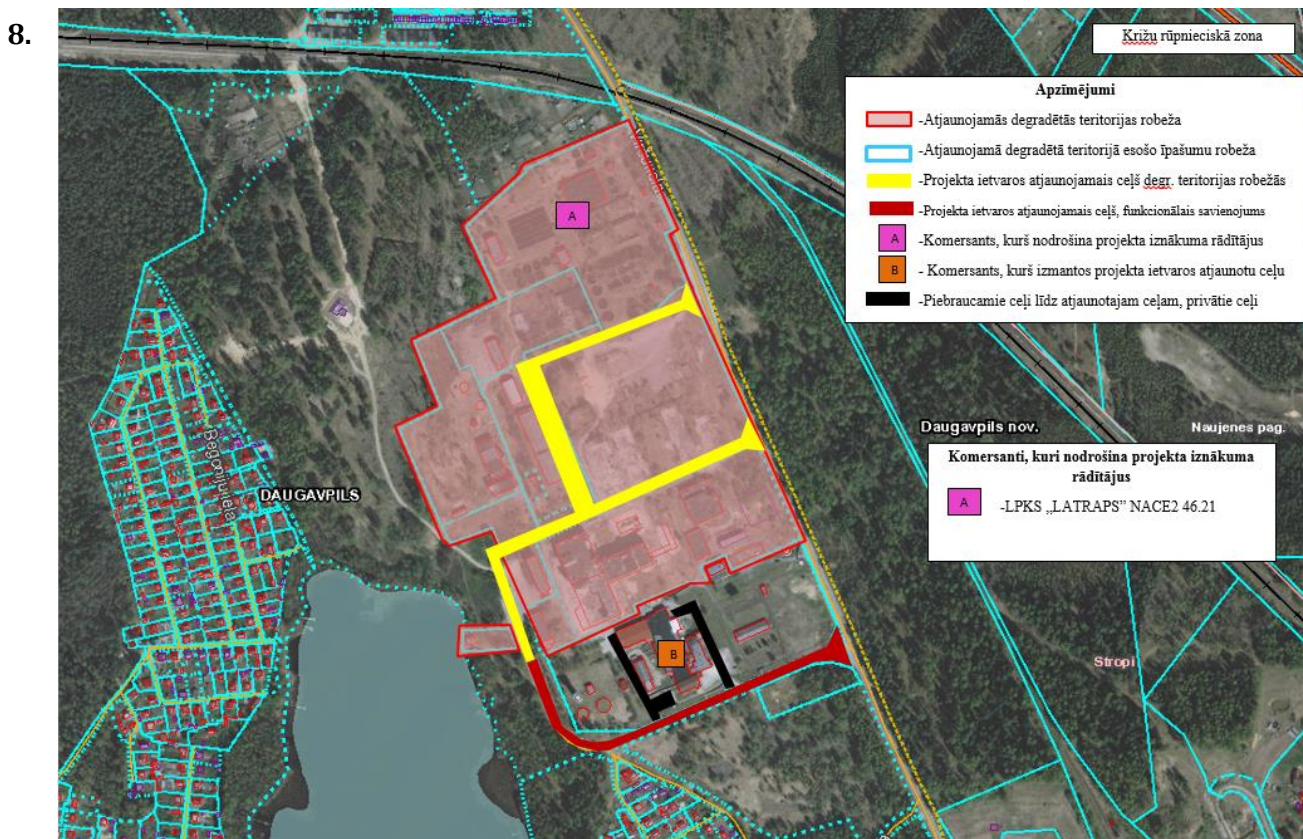 8.
Križu rūpnieciskā zona
Apzīmējumi
-Atjaunojamās degradētās teritorijas robeža
-Atjaunojamā degradētā teritorijā esošo īpašumu robeža
-Projekta ietvaros atjaunojamais ceļš degr. teritorijas robežās
-Projekta ietvaros atjaunojamais ceļš, funkcionālais savienojums
A -Komersants, kurš nodrošina projekta iznākuma rādītājus
B - Komersants, kurš izmantos projekta ietvaros atjaunotu ceļu
-Piebraucamie ceļi līdz atjaunotajam ceļam, privātie ceļi
A
Daugavpils nov.
Naujenes pag.
Komersanti, kuri nodrošina projekta iznākuma
rādītājus
A -LPKS „LATRAPS” NACE2 46.21
Begoniju iela
DAUGAVPILS
B
Stropi